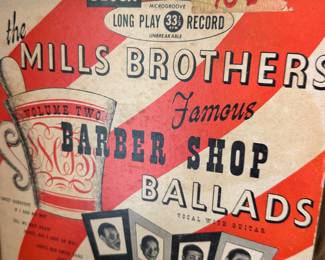 MICROGROOVE
LONG PLAY 33⅓ RECORD
UNBREAKABLE
the
MILLS BROTHERS
Famous
VOLUME TWO
BARBER SHOP
BALLADS
VOCAL WITH GUITAR